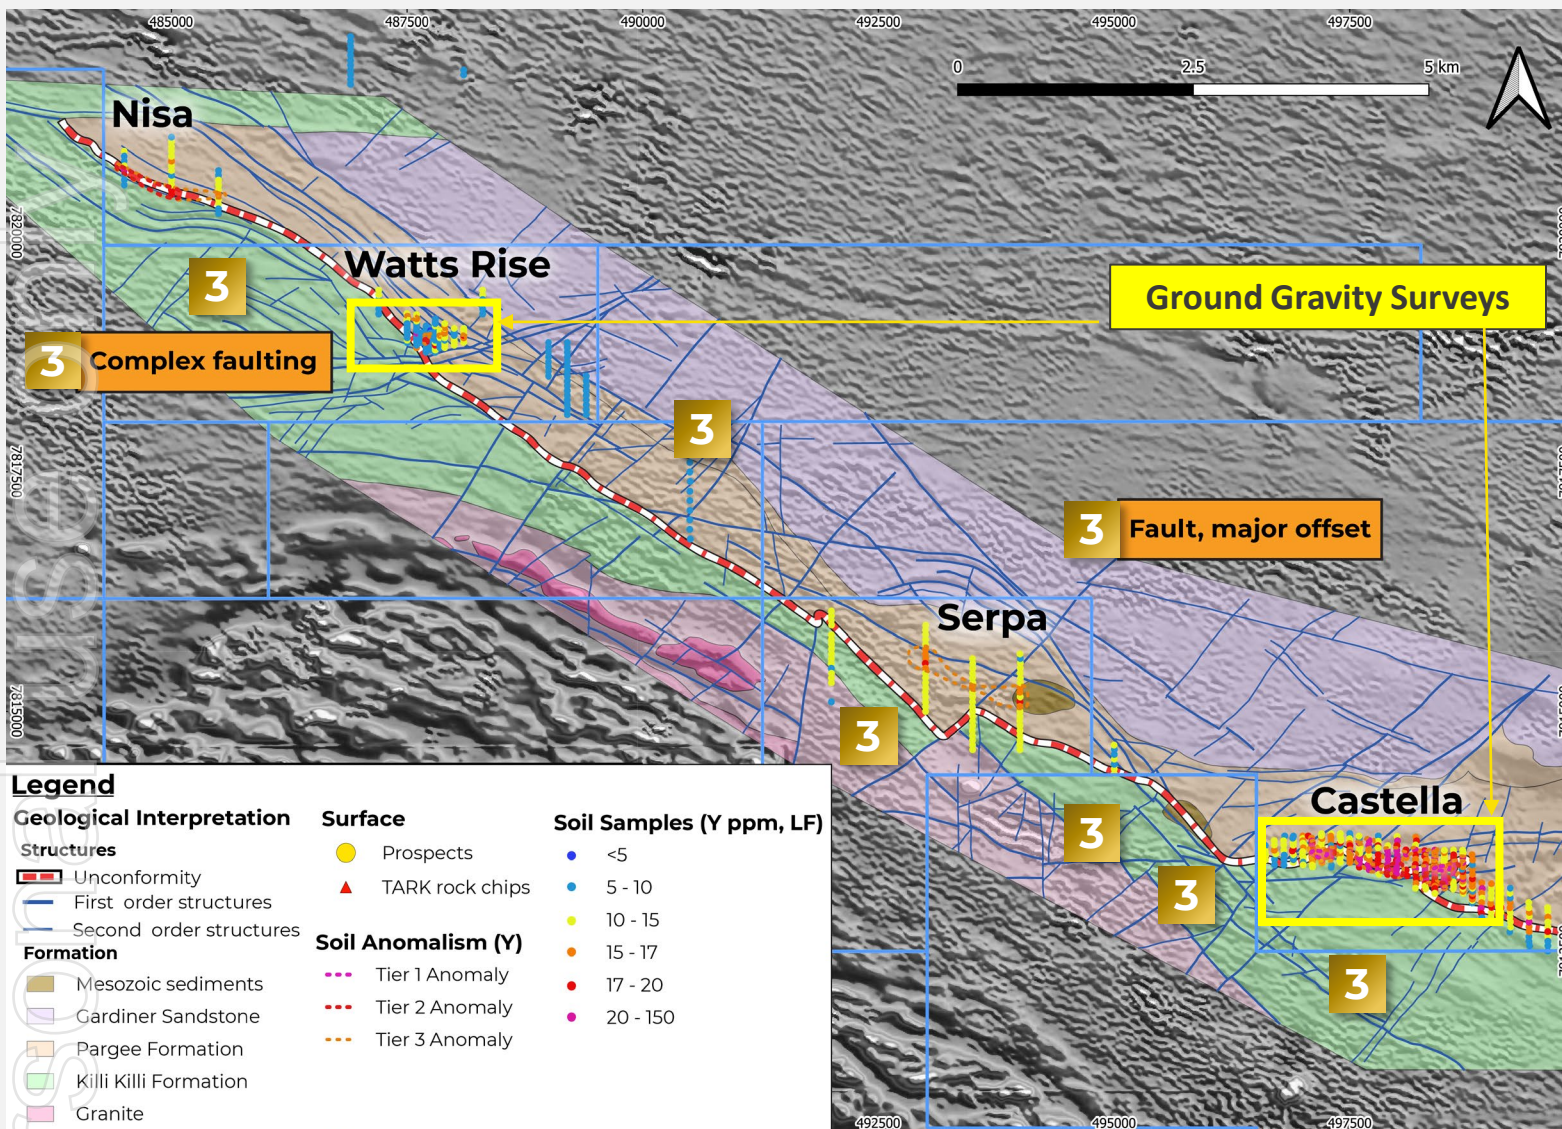 485000
487500
490000
492500
495000
497500
0
2.5
5 km
Nisa
7820000
Watts Rise
3
Ground Gravity Surveys
3
Complex faulting
3
7817500
3
Fault, major offset
Serpa
7815000
3
Castella
3
3
3
Legend
Geological Interpretation
Structures
Unconformity
First order structures
Second order structures
Formation
Mesozoic sediments
Gardiner Sandstone
Pargee Formation
Killi Killi Formation
Granite
Surface
Prospects
TARK rock chips
Soil Anomalism (Y)
Tier 1 Anomaly
Tier 2 Anomaly
Tier 3 Anomaly
Soil Samples (Y ppm, LF)
<5
5 - 10
10 - 15
15 - 17
17 - 20
20 - 150
492500
495000
497500